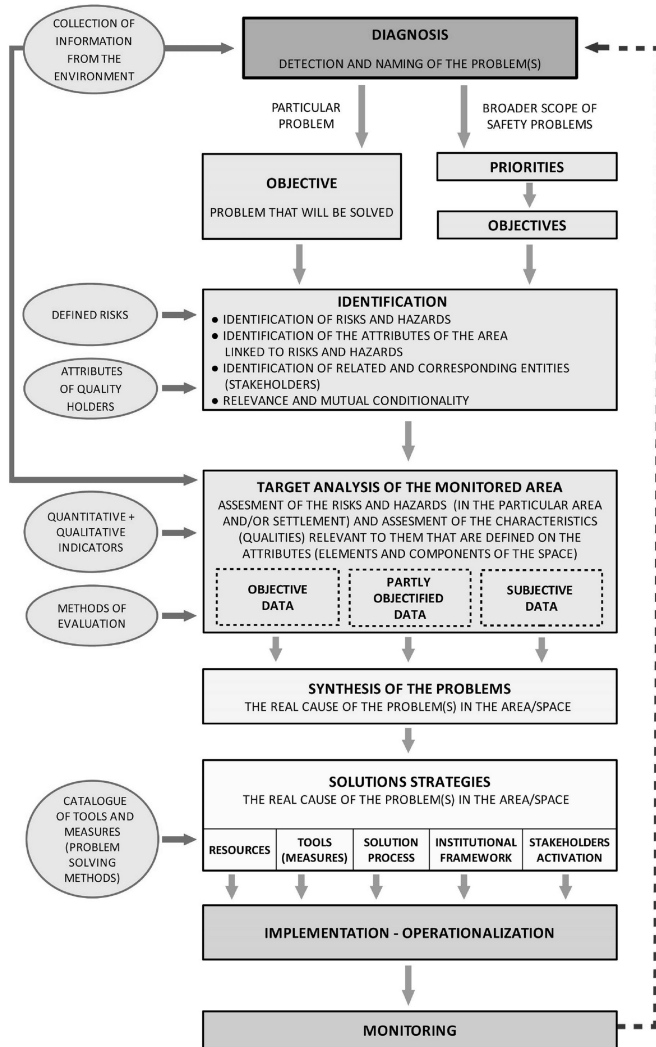 COLLECTION OF
INFORMATION
FROM THE
ENVIRONMENT
DIAGNOSIS
DETECTION AND NAMING OF THE PROBLEM(S)
PARTICULAR
PROBLEM
BROADER SCOPE OF
SAFETY PROBLEMS
OBJECTIVE
PROBLEM THAT WILL BE SOLVED
PRIORITIES
OBJECTIVES
DEFINED RISKS
ATTRIBUTES
OF QUALITY
HOLDERS
IDENTIFICATION
● IDENTIFICATION OF RISKS AND HAZARDS
● IDENTIFICATION OF THE ATTRIBUTES OF THE AREA
LINKED TO RISKS AND HAZARDS
● IDENTIFICATION OF RELATED AND CORRESPONDING ENTITIES
(STAKEHOLDERS)
● RELEVANCE AND MUTUAL CONDITIONALITY
QUANTITATIVE +
QUALITATIVE
INDICATORS
METHODS OF
EVALUATION
TARGET ANALYSIS OF THE MONITORED AREA
ASSESMENT OF THE RISKS AND HAZARDS (IN THE PARTICULAR AREA
AND/OR SETTLEMENT) AND ASSESMENT OF THE CHARACTERISTICS
(QUALITIES) RELEVANT TO THEM THAT ARE DEFINED ON THE
ATTRIBUTES (ELEMENTS AND COMPONENTS OF THE SPACE)
OBJECTIVE
DATA
PARTLY
OBJECTIFIED
DATA
SUBJECTIVE
DATA
SYNTHESIS OF THE PROBLEMS
THE REAL CAUSE OF THE PROBLEM(S) IN THE AREA/SPACE
CATALOGUE
OF TOOLS AND
MEASURES
(PROBLEM
SOLVING
METHODS)
SOLUTIONS STRATEGIES
THE REAL CAUSE OF THE PROBLEM(S) IN THE AREA/SPACE
RESOURCES
TOOLS
(MEASURES)
SOLUTION
PROCESS
INSTITUTIONAL
FRAMEWORK
STAKEHOLDERS
ACTIVATION
IMPLEMENTATION - OPERATIONALIZATION
MONITORING